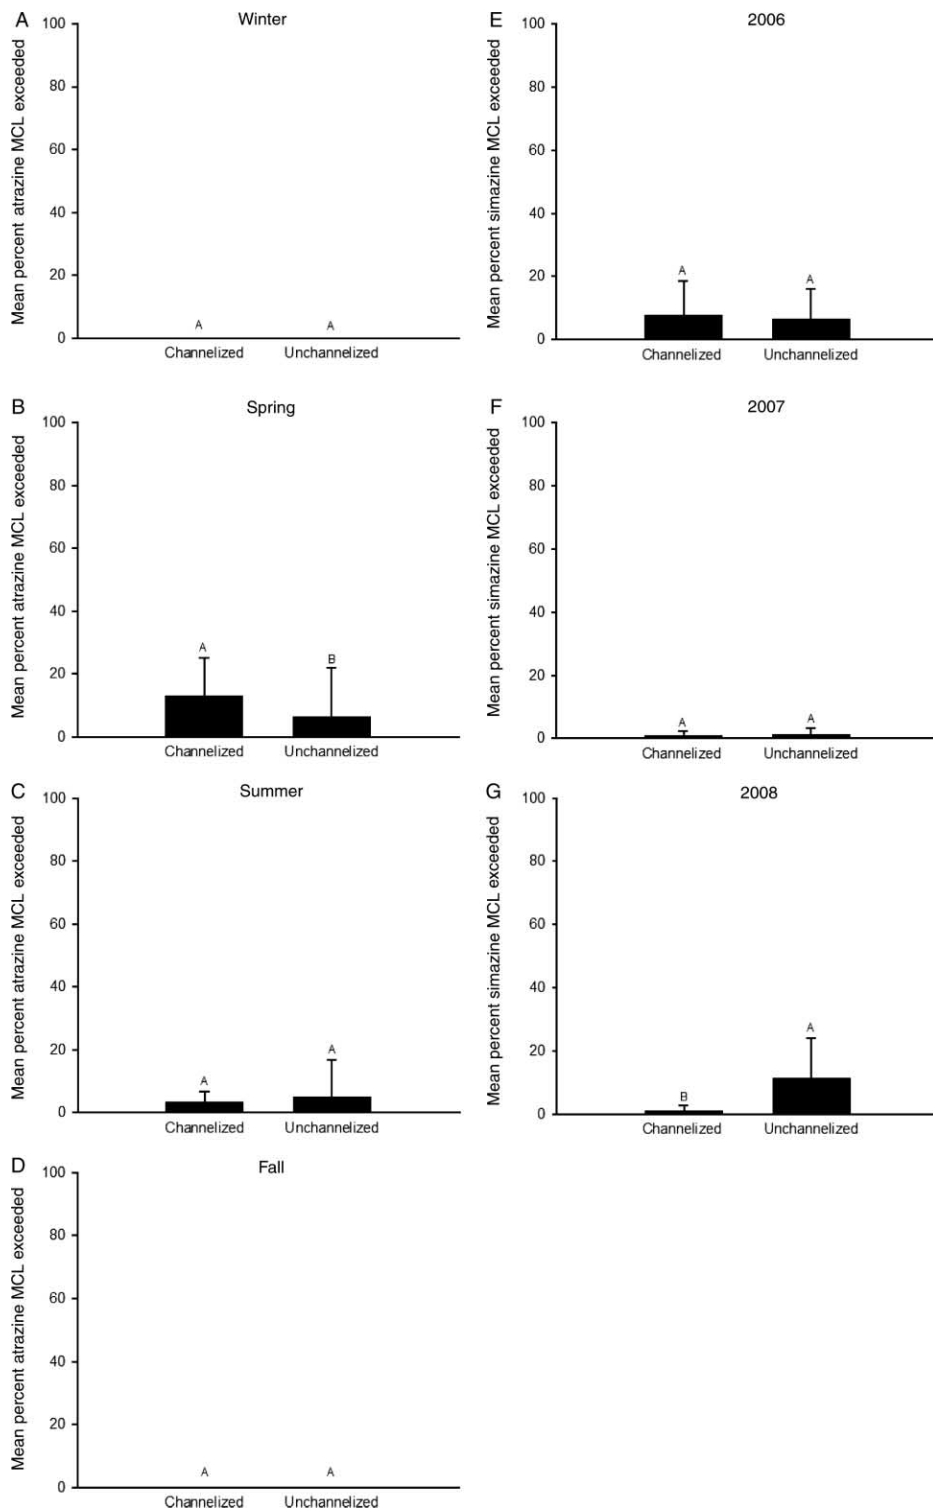 A
Winter
Mean percent atrazine MCL exceeded
100
80
60
40
20
0
A
A
Channelized
Unchannelized
B
Spring
Mean percent atrazine MCL exceeded
100
80
60
40
20
0
A
B
Channelized
Unchannelized
C
Summer
Mean percent atrazine MCL exceeded
100
80
60
40
20
0
A
A
Channelized
Unchannelized
D
Fall
Mean percent atrazine MCL exceeded
100
80
60
40
20
0
A
A
Channelized
Unchannelized
E
2006
Mean percent simazine MCL exceeded
100
80
60
40
20
0
A
A
Channelized
Unchannelized
F
2007
Mean percent simazine MCL exceeded
100
80
60
40
20
0
A
A
Channelized
Unchannelized
G
2008
Mean percent simazine MCL exceeded
100
80
60
40
20
0
B
A
Channelized
Unchannelized